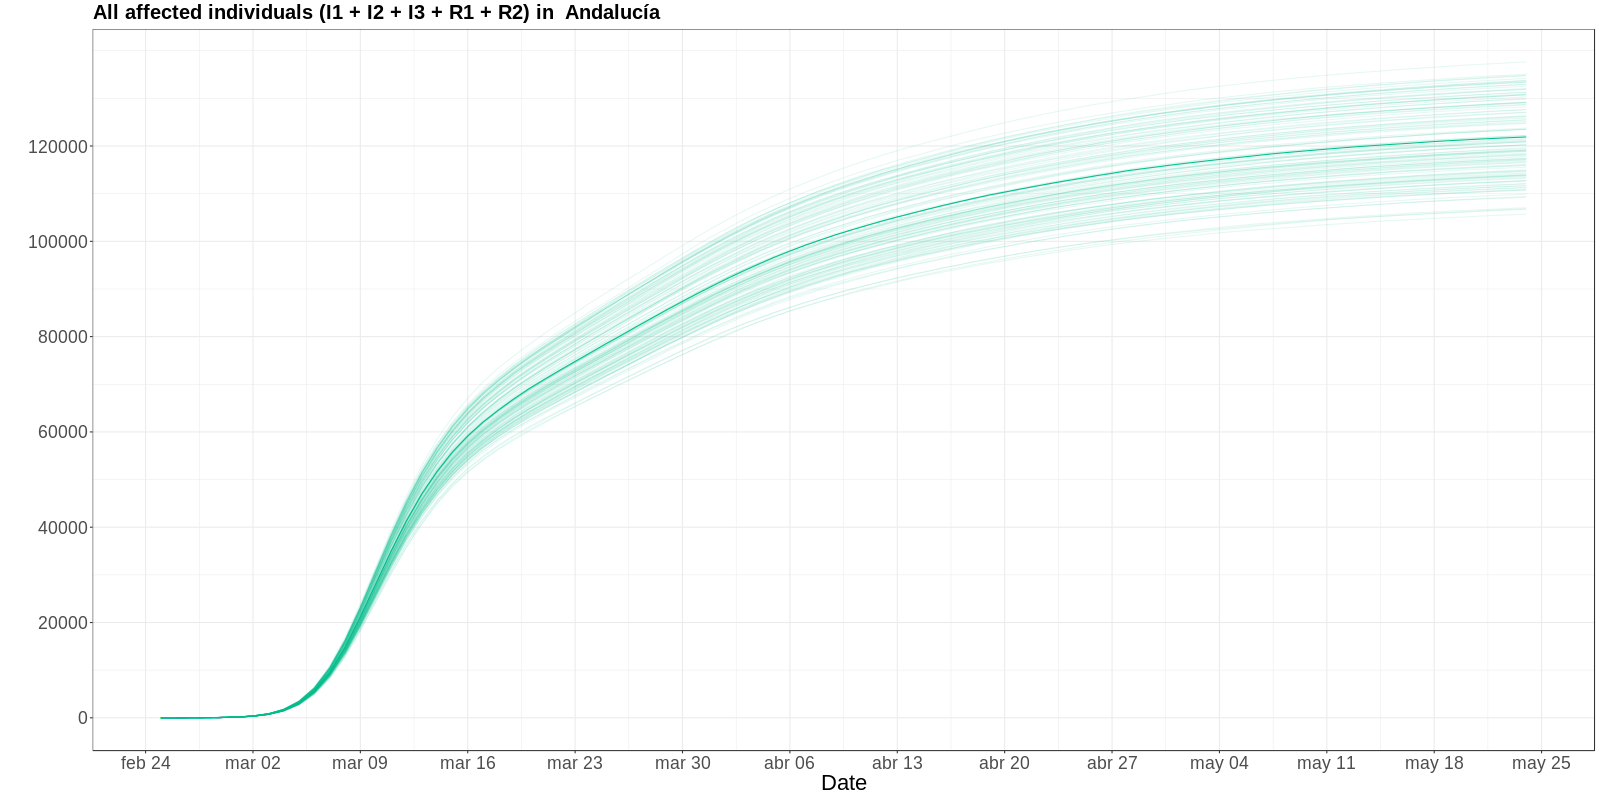 All affected individuals (I1 + I2 + I3 + R1 + R2) in  Andalucía
120000
100000
80000
60000
40000
20000
0
feb 24 mar 02 mar 09 mar 16 mar 23 mar 30 abr 06 abr 13 abr 20 abr 27 may 04 may 11 may 18 may 25
Date